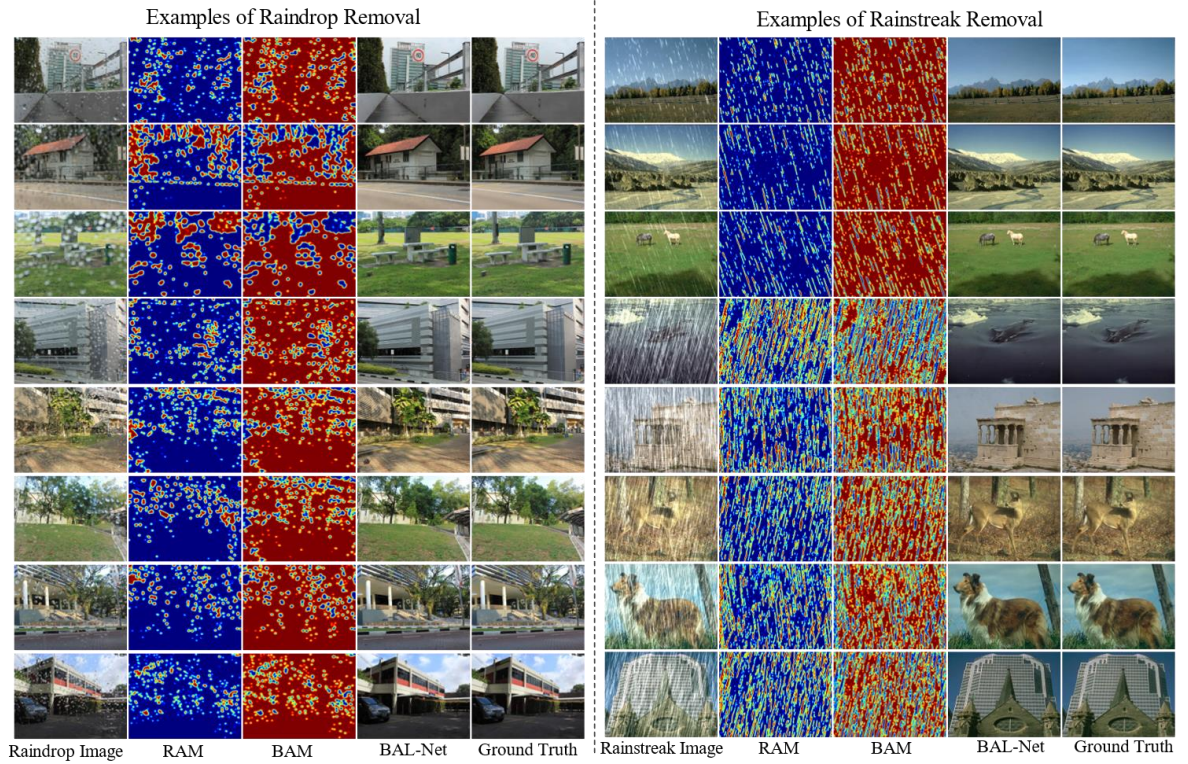 Examples of Raindrop Removal
Examples of Rainstreak Removal
Raindrop Image RAM BAM BAL-Net Ground Truth
Rainstreak Image RAM BAM BAL-Net Ground Truth